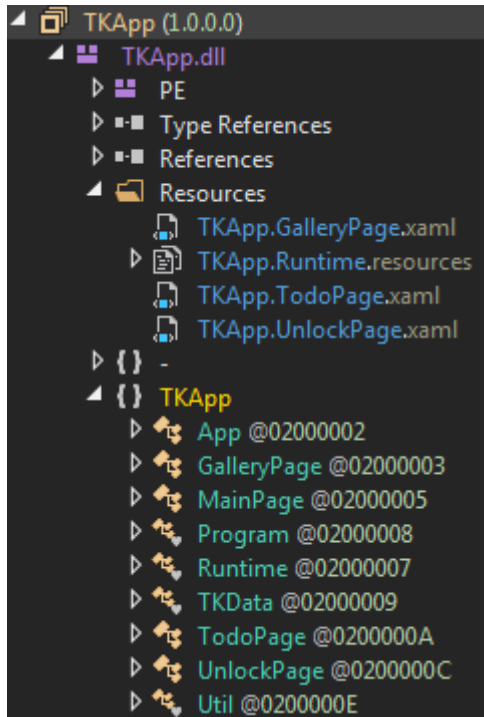 TKApp (1.0.0.0)
TKApp.dll
PE
Type References
References
Resources
TKApp.GalleryPage.xaml
TKApp.Runtime.resources
TKApp.TodoPage.xaml
TKApp.UnlockPage.xaml
{ } -
{ } TKApp
App @02000002
GalleryPage @02000003
MainPage @02000005
Program @02000008
Runtime @02000007
TKData @02000009
TodoPage @0200000A
UnlockPage @0200000C
Util @0200000E